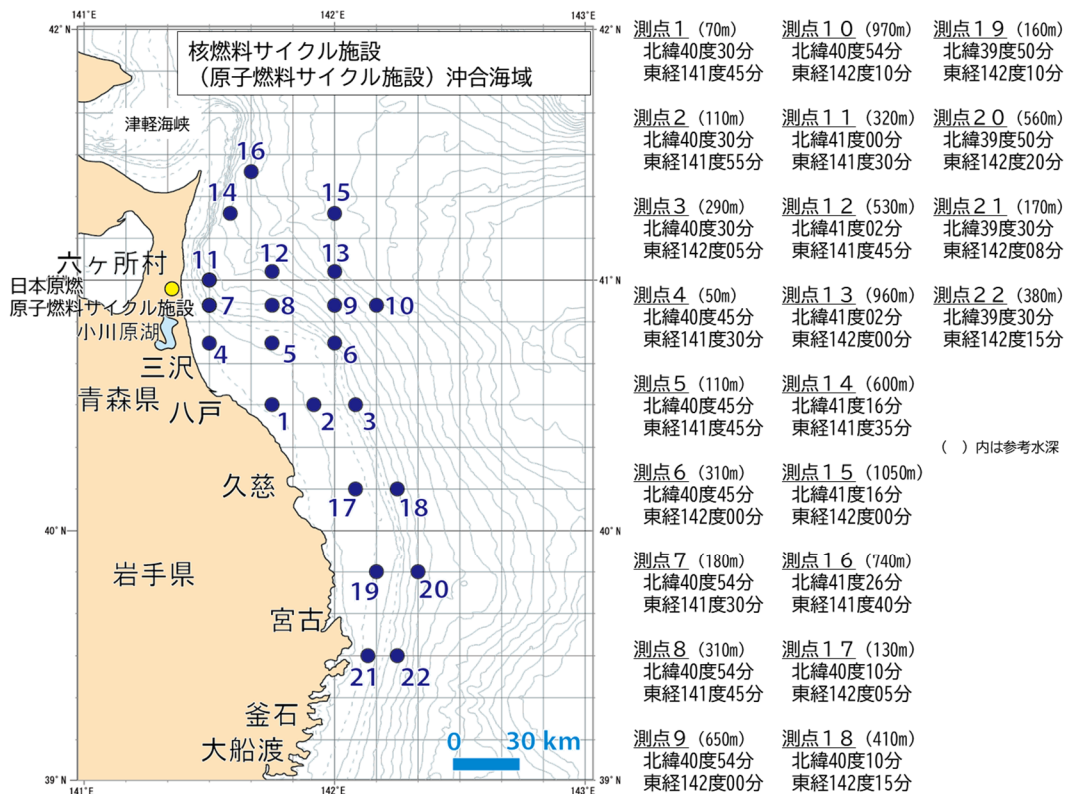 141°E
142°E
143°E
42°N
核燃料サイクル施設
（原子燃料サイクル施設）沖合海域
津軽海峡
16
14
15
12
13
11
六ヶ所村
41°N
41°N
日本原燃
原子燃料サイクル施設
7
8
9
10
小川原湖
4
5
6
三沢
青森県
八戸
1
2
3
久慈
17
18
40°N
40°N
岩手県
19
20
宮古
21
22
釜石
大船渡
0
30 km
39°N
39°N
141°E
142°E
143°E
測点１（70m）
北緯40度30分
東経141度45分
測点２（110m）
北緯40度30分
東経141度55分
測点３（290m）
北緯40度30分
東経142度05分
測点４（50m）
北緯40度45分
東経141度30分
測点５（110m）
北緯40度45分
東経141度45分
測点６（310m）
北緯40度45分
東経142度00分
測点７（180m）
北緯40度54分
東経141度30分
測点８（310m）
北緯40度54分
東経141度45分
測点９（650m）
北緯40度54分
東経142度00分
測点１０（970m）
北緯40度54分
東経142度10分
測点１１（320m）
北緯41度00分
東経141度30分
測点１２（530m）
北緯41度02分
東経141度45分
測点１３（960m）
北緯41度02分
東経142度00分
測点１４（600m）
北緯41度16分
東経141度35分
測点１５（1050m）
北緯41度16分
東経142度00分
測点１６（740m）
北緯41度26分
東経141度40分
測点１７（130m）
北緯40度10分
東経142度05分
測点１８（410m）
北緯40度10分
東経142度15分
測点１９（160m）
北緯39度50分
東経142度10分
測点２０（560m）
北緯39度50分
東経142度20分
測点２１（170m）
北緯39度30分
東経142度08分
測点２２（380m）
北緯39度30分
東経142度15分
（　）内は参考水深